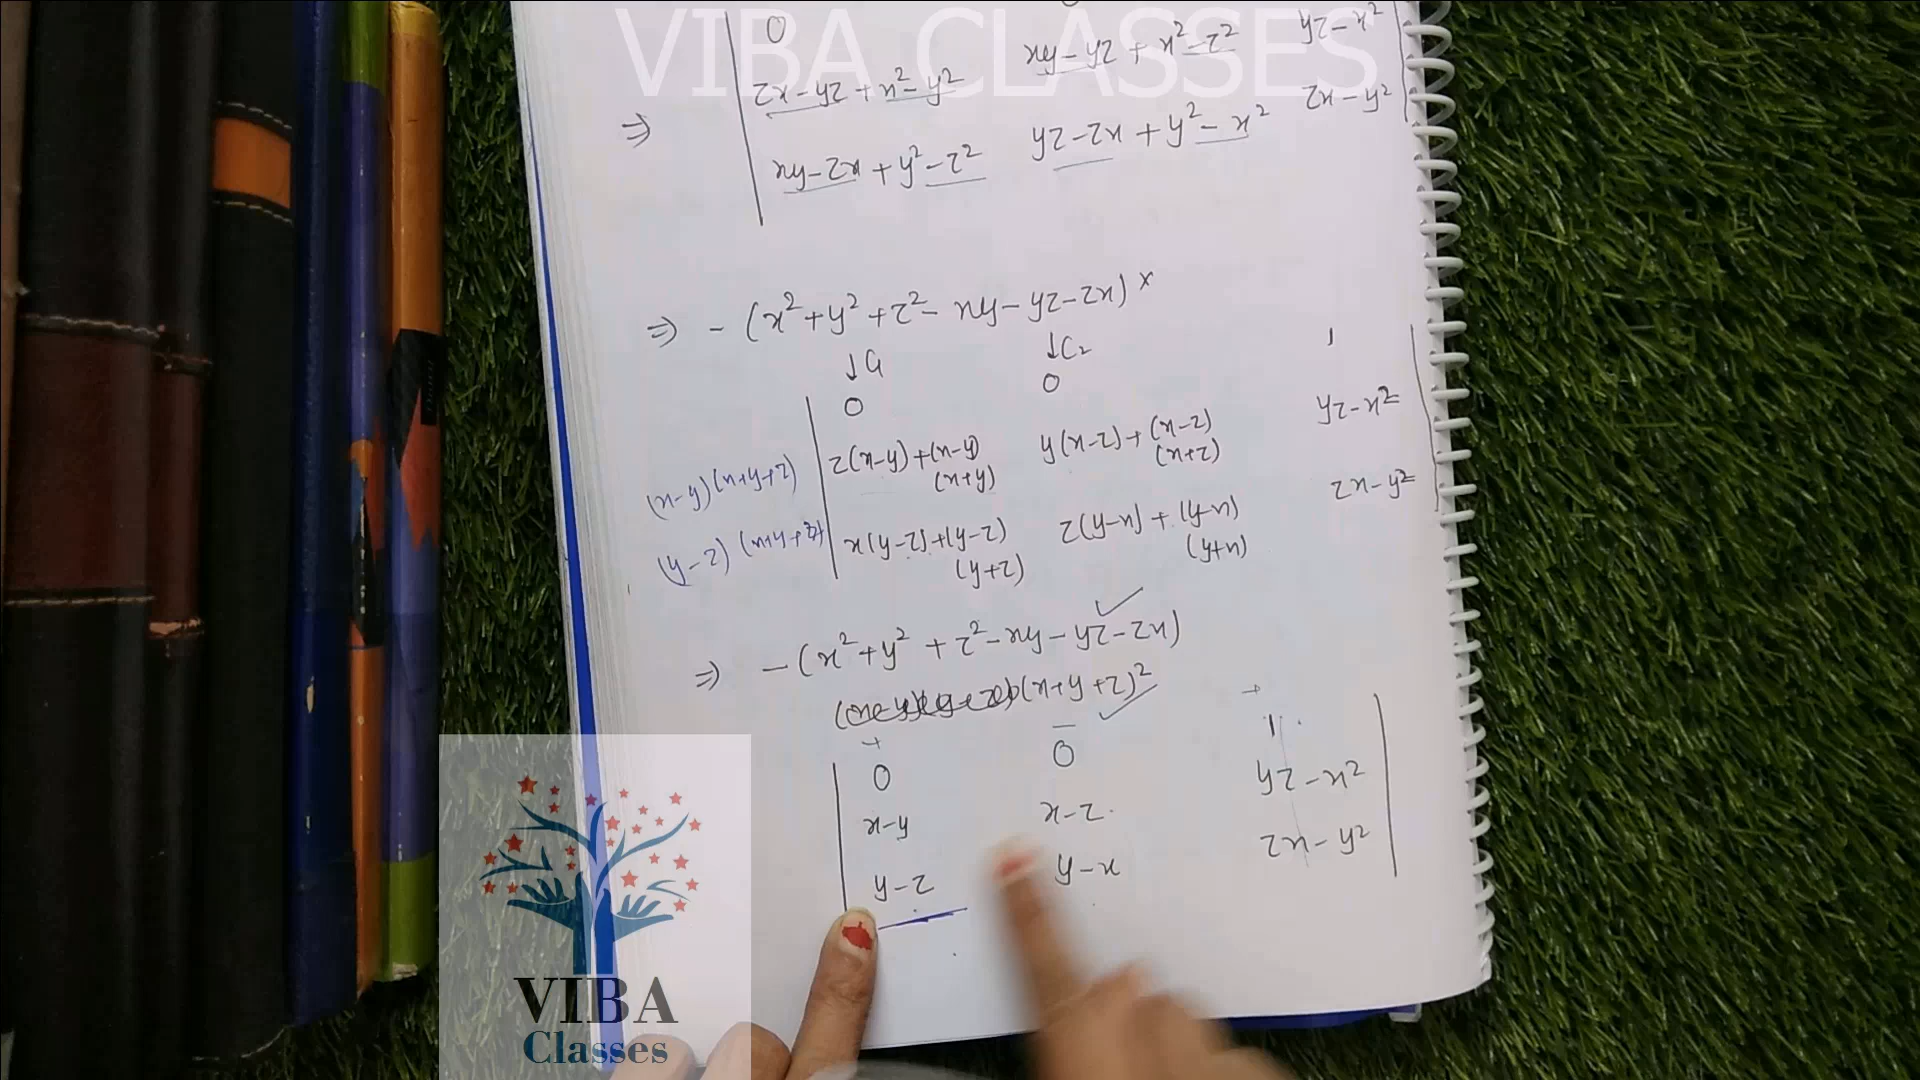 VIBA CLASSES
0
zx-yz+x²-y² xy-yz+x²-z² yz-x²
⇒ xy-zx+y²-z² yz-zx+y²-x² zx-y²
⇒ -(x²+y²+z²-xy-yz-zx)×
↓C₁ ↓C₂
0 0 1
(x-y)(x+y+z) z(x-y)+(x-y) y(x-z)+(x-z) yz-x²
(x+y) (x+z)
(y-z)(x+y+z) x(y-z)+(y-z) z(y-x)+(y-x) zx-y²
(y+z) (y+x)
⇒ -(x²+y²+z²-xy-yz-zx)
(x+y+z)²
+ - +
0 0 1
x-y x-z yz-x²
y-z y-x zx-y²
VIBA
Classes